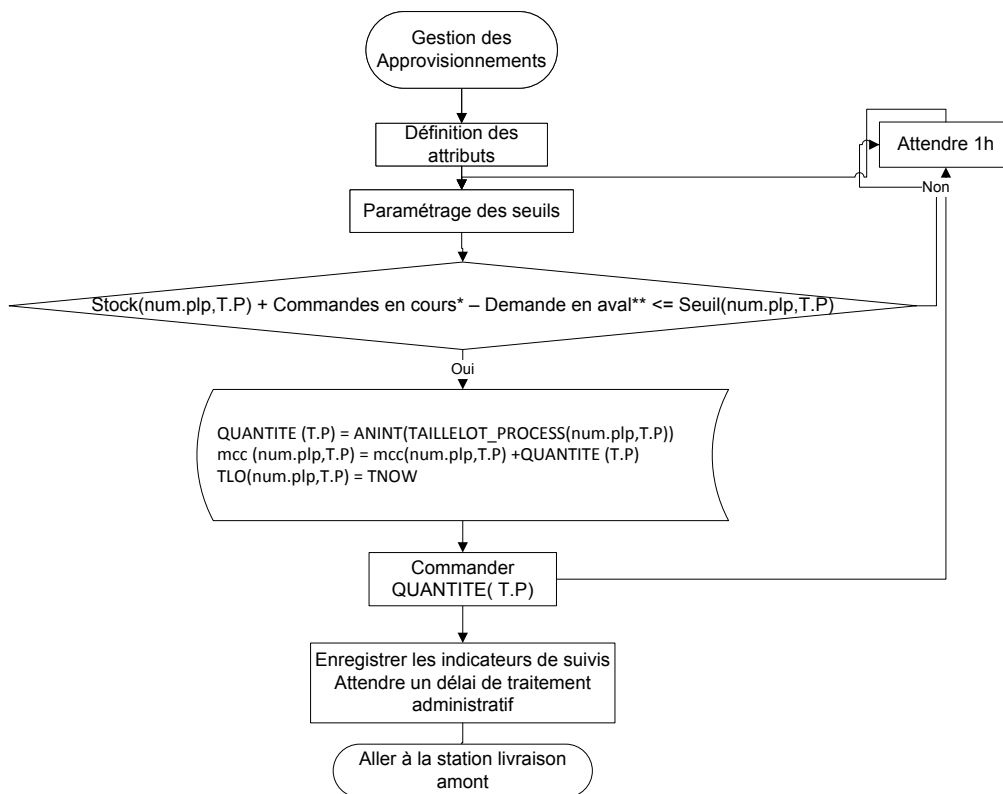 Gestion des
Approvisionnements
Définition des
attributs
Attendre 1h
Non
Paramétrage des seuils
Stock(num.plp,T.P) + Commandes en cours* – Demande en aval** <= Seuil(num.plp,T.P)
Oui
QUANTITE (T.P) = ANINT(TAILLELOT_PROCESS(num.plp,T.P))
mcc (num.plp,T.P) = mcc(num.plp,T.P) +QUANTITE (T.P)
TLO(num.plp,T.P) = TNOW
Commander
QUANTITE( T.P)
Enregistrer les indicateurs de suivis
Attendre un délai de traitement
administratif
Aller à la station livraison
amont